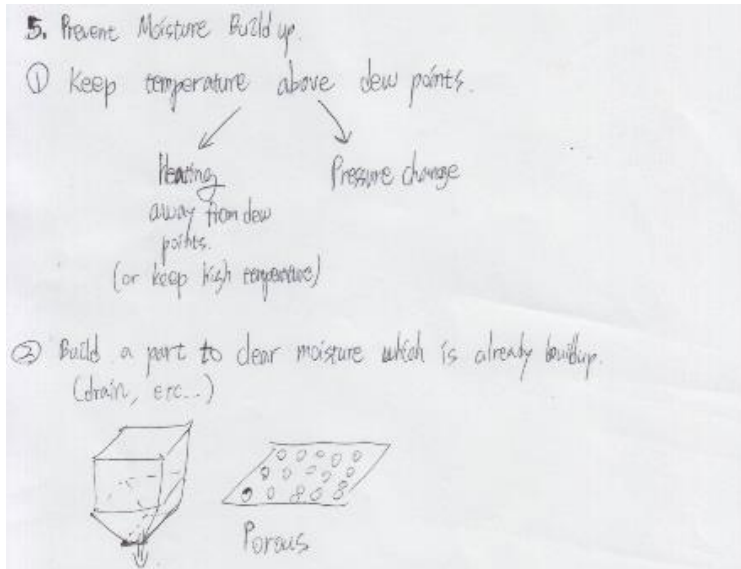 5. Prevent Moisture Build up.
① Keep temperature above dew points.
Heating
away from dew
points.
(or keep high temperature)
Pressure change
② Build a part to clear moisture which is already buildup.
(drain, etc...)
Porous